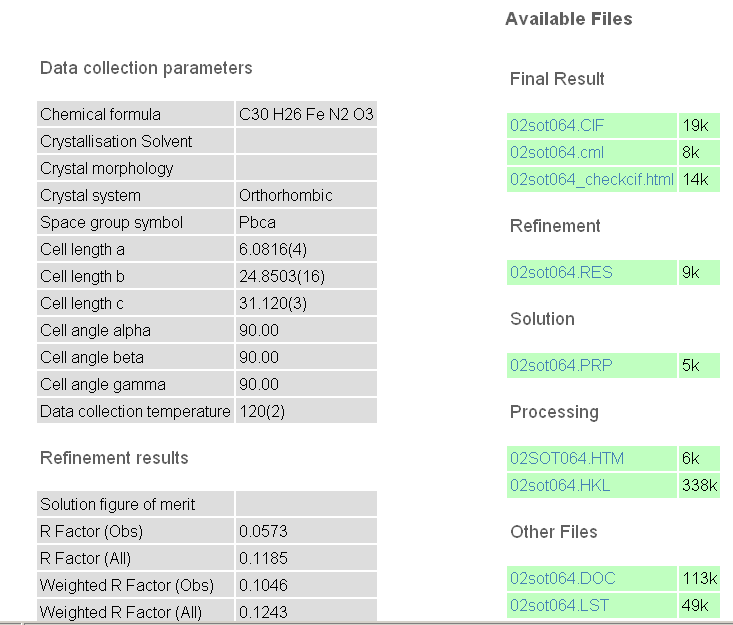 Data collection parameters
Chemical formula C30 H26 Fe N2 O3
Crystallisation Solvent
Crystal morphology
Crystal system Orthorhombic
Space group symbol Pbca
Cell length a 6.0816(4)
Cell length b 24.8503(16)
Cell length c 31.120(3)
Cell angle alpha 90.00
Cell angle beta 90.00
Cell angle gamma 90.00
Data collection temperature 120(2)
Refinement results
Solution figure of merit
R Factor (Obs) 0.0573
R Factor (All) 0.1185
Weighted R Factor (Obs) 0.1046
Weighted R Factor (All) 0.1243
Available Files
Final Result
02sot064.CIF 19k
02sot064.cml 8k
02sot064_checkcif.html 14k
Refinement
02sot064.RES 9k
Solution
02sot064.PRP 5k
Processing
02SOT064.HTM 6k
02sot064.HKL 338k
Other Files
02sot064.DOC 113k
02sot064.LST 49k